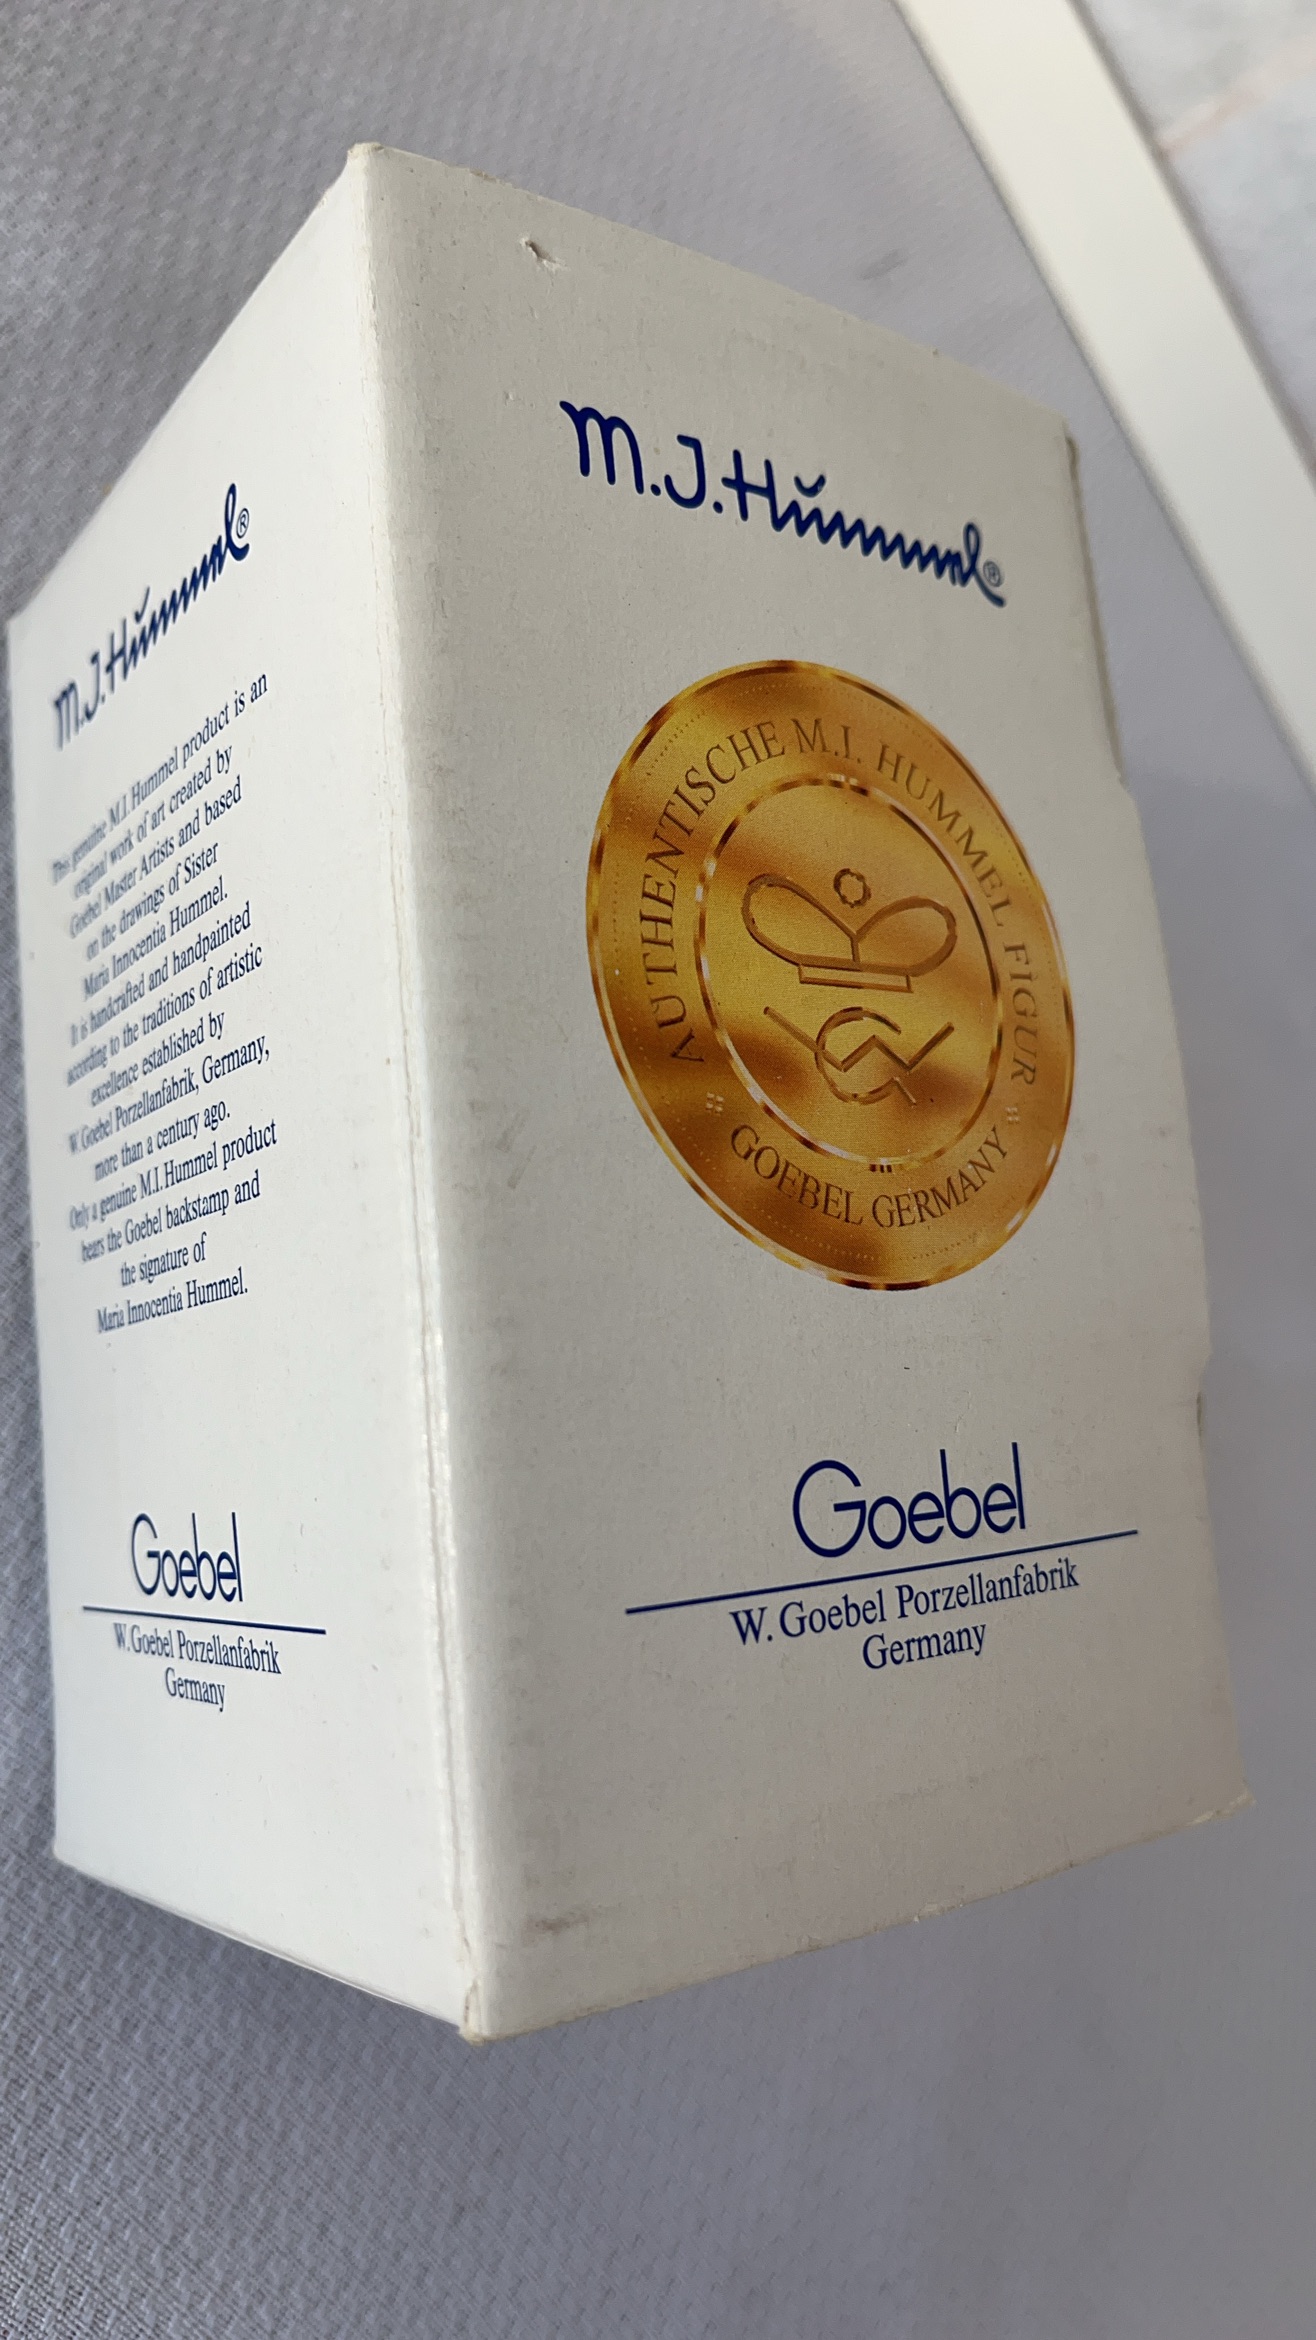 M.J.Hummel®
This genuine M.I. Hummel product is an
original work of art created by
Goebel Master Artists and based
on the drawings of Sister
Maria Innocentia Hummel.
It is handcrafted and handpainted
according to the traditions of artistic
excellence established by
W. Goebel Porzellanfabrik, Germany,
more than a century ago.
Only a genuine M.I. Hummel product
bears the Goebel backstamp and
the signature of
Maria Innocentia Hummel.
Goebel
W. Goebel Porzellanfabrik
Germany
M.J.Hummel®
AUTHENTISCHE M.I. HUMMEL FIGUR
GOEBEL GERMANY
Goebel
W. Goebel Porzellanfabrik
Germany